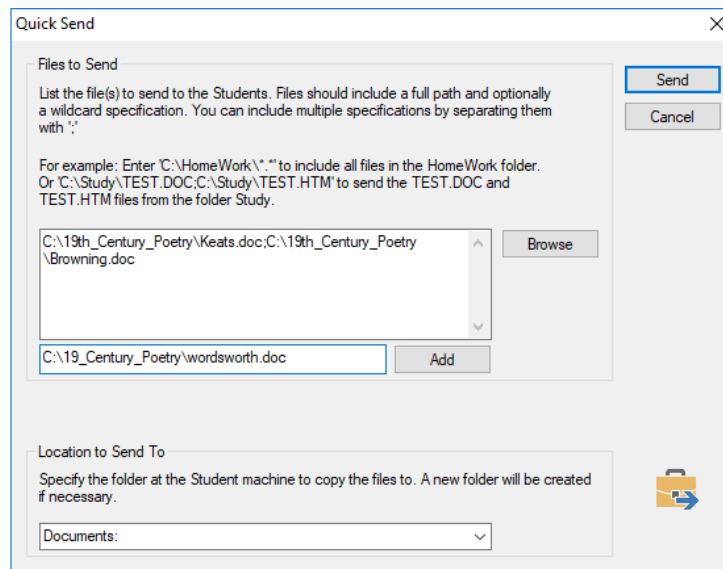 Quick Send
Files to Send
List the file(s) to send to the Students. Files should include a full path and optionally
a wildcard specification. You can include multiple specifications by separating them
with ';'
For example: Enter 'C:\HomeWork\*.*' to include all files in the HomeWork folder.
Or 'C:\Study\TEST.DOC;C:\Study\TEST.HTM' to send the TEST.DOC and
TEST.HTM files from the folder Study.
C:\19th_Century_Poetry\Keats.doc;C:\19th_Century_Poetry
\Browning.doc
Browse
C:\19_Century_Poetry\wordsworth.doc
Add
Send
Cancel
Location to Send To
Specify the folder at the Student machine to copy the files to. A new folder will be created
if necessary.
Documents: